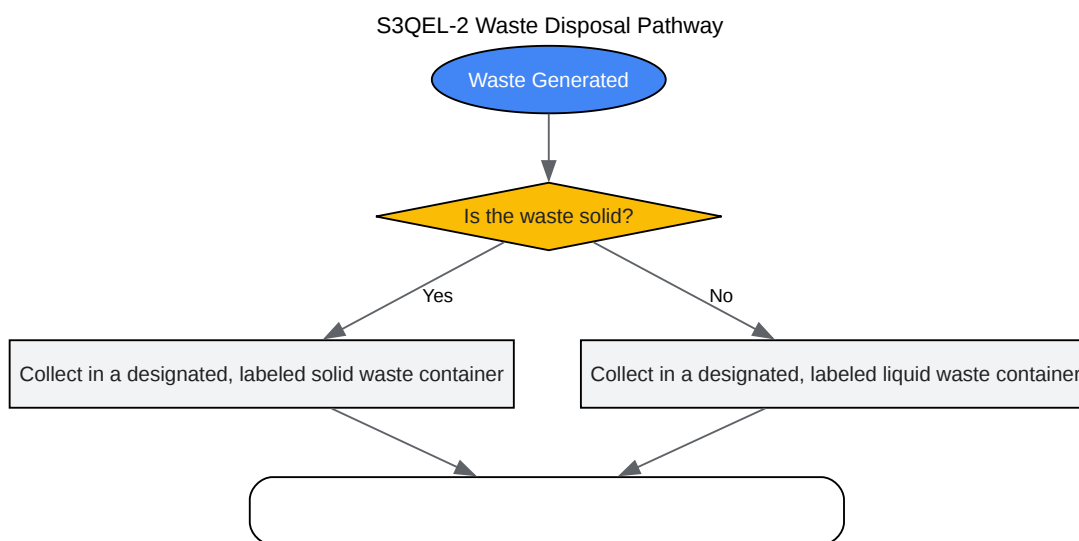 S3QEL-2 Waste Disposal Pathway
Waste Generated
Is the waste solid?
Yes
No
Collect in a designated, labeled solid waste container
Collect in a designated, labeled liquid waste container